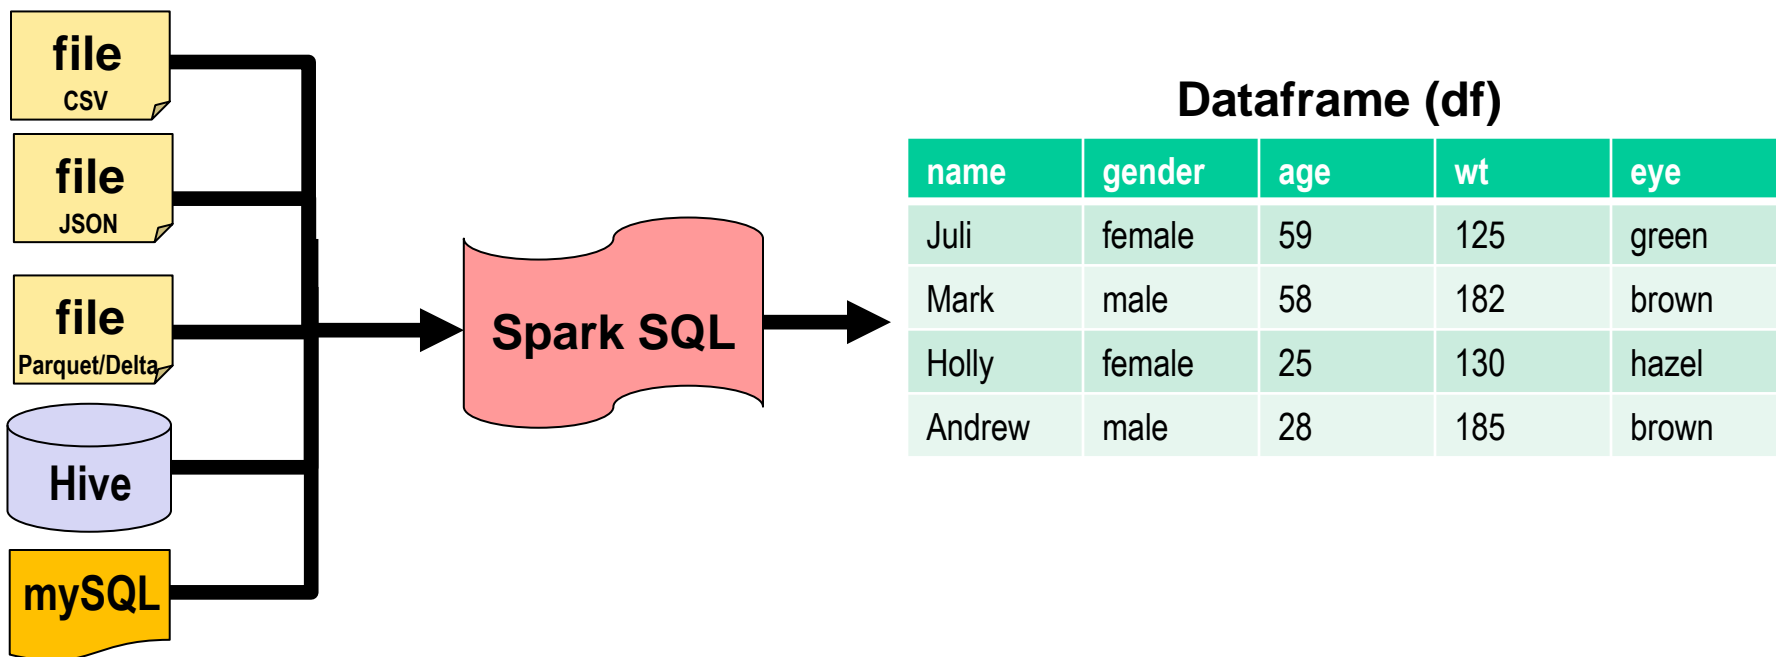 file
CSV
file
JSON
file
Parquet/Delta
Hive
mySQL
Spark SQL
Dataframe (df)
name gender age wt eye
Juli female 59 125 green
Mark male 58 182 brown
Holly female 25 130 hazel
Andrew male 28 185 brown